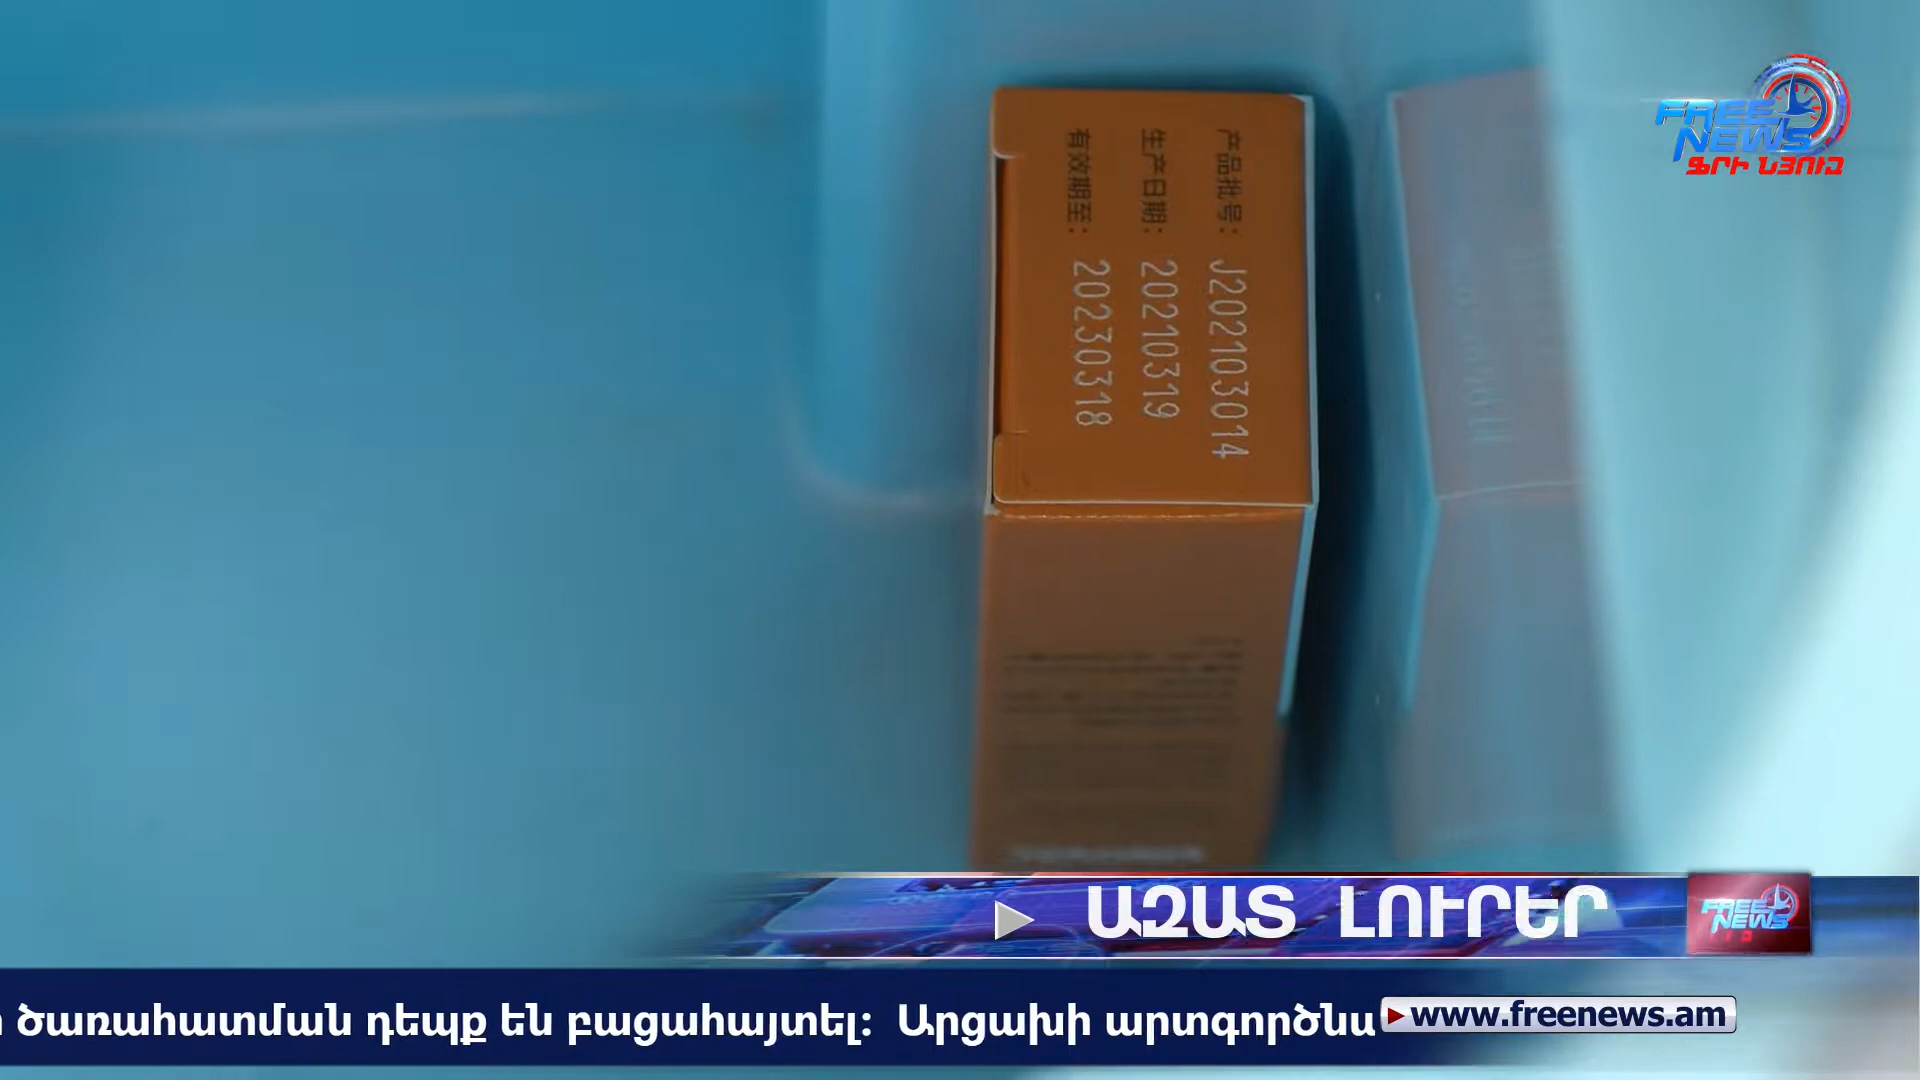 FREE
NEWS
ՖՐԻ ՆՅՈՒԶ
产品批号： J202103014
生产日期： 20210319
有效期至： 20230318
ԱԶԱՏ ԼՈՒՐԵՐ
FREE
NEWS
ծառահատման դեպք են բացահայտել: Արցախի արտգործնա
www.freenews.am